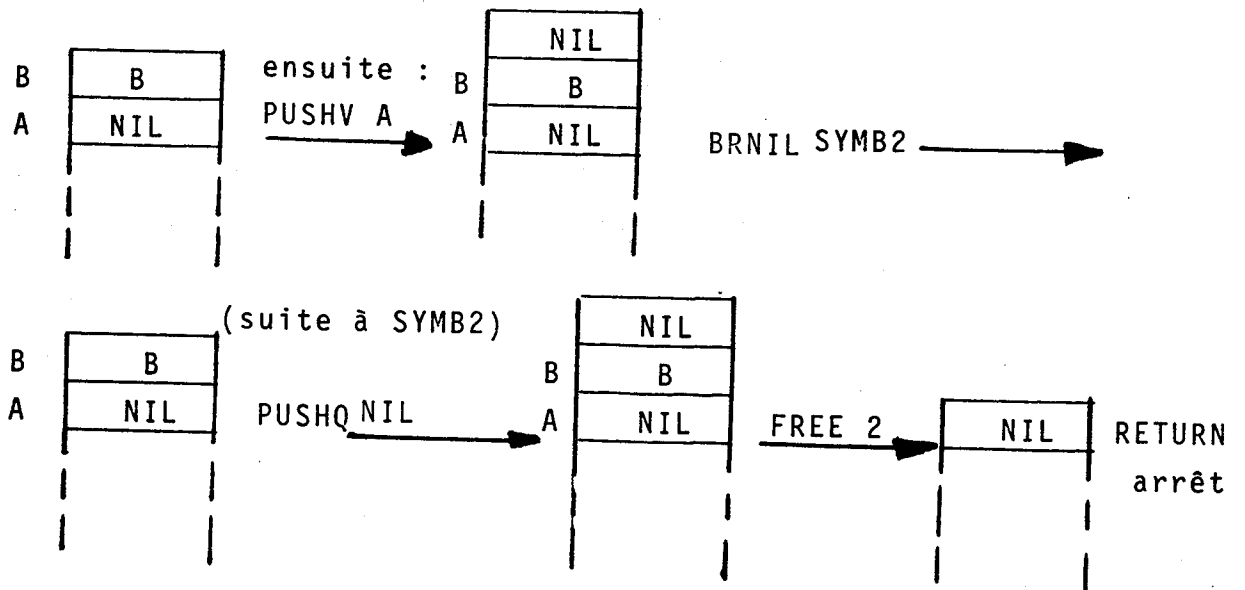 NIL
B B ensuite : B B
A NIL PUSHV A A NIL BRNIL SYMB2
(suite à SYMB2) NIL
B B B B
A NIL PUSHQ NIL A NIL FREE 2 NIL RETURN
arrêt